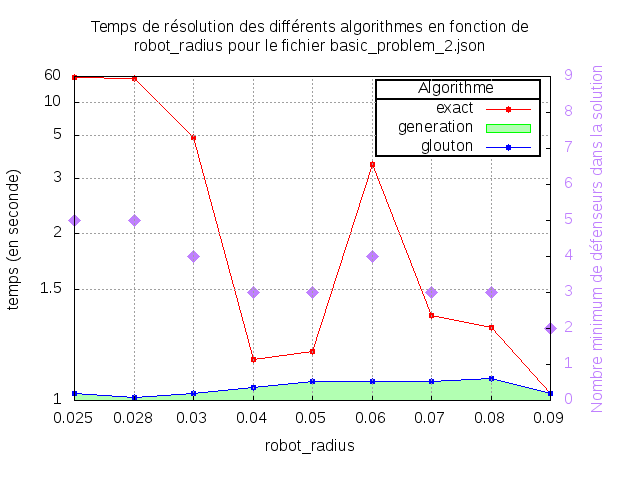 Temps de résolution des différents algorithmes en fonction de
robot_radius pour le fichier basic_problem_2.json
Algorithme
exact
generation
glouton
temps (en seconde)
60
10
5
3
2
1.5
1
Nombre minimum de défenseurs dans la solution
9
8
7
6
5
4
3
2
1
0
0.025 0.028 0.03 0.04 0.05 0.06 0.07 0.08 0.09
robot_radius